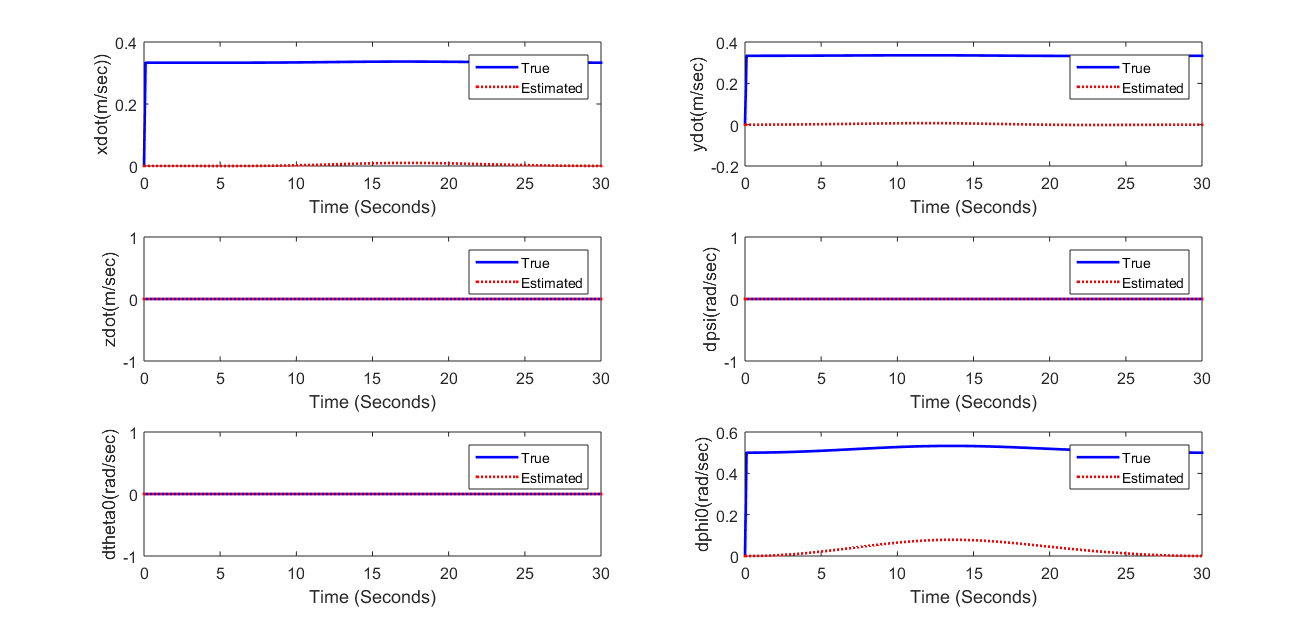 xdot(m/sec))
0.4
0.2
0
True
Estimated
0 5 10 15 20 25 30
Time (Seconds)
ydot(m/sec)
0.4
0.2
0
-0.2
True
Estimated
0 5 10 15 20 25 30
Time (Seconds)
zdot(m/sec)
1
0
-1
True
Estimated
0 5 10 15 20 25 30
Time (Seconds)
dpsi(rad/sec)
1
0
-1
True
Estimated
0 5 10 15 20 25 30
Time (Seconds)
dtheta0(rad/sec)
1
0
-1
True
Estimated
0 5 10 15 20 25 30
Time (Seconds)
dphi0(rad/sec)
0.6
0.4
0.2
0
True
Estimated
0 5 10 15 20 25 30
Time (Seconds)